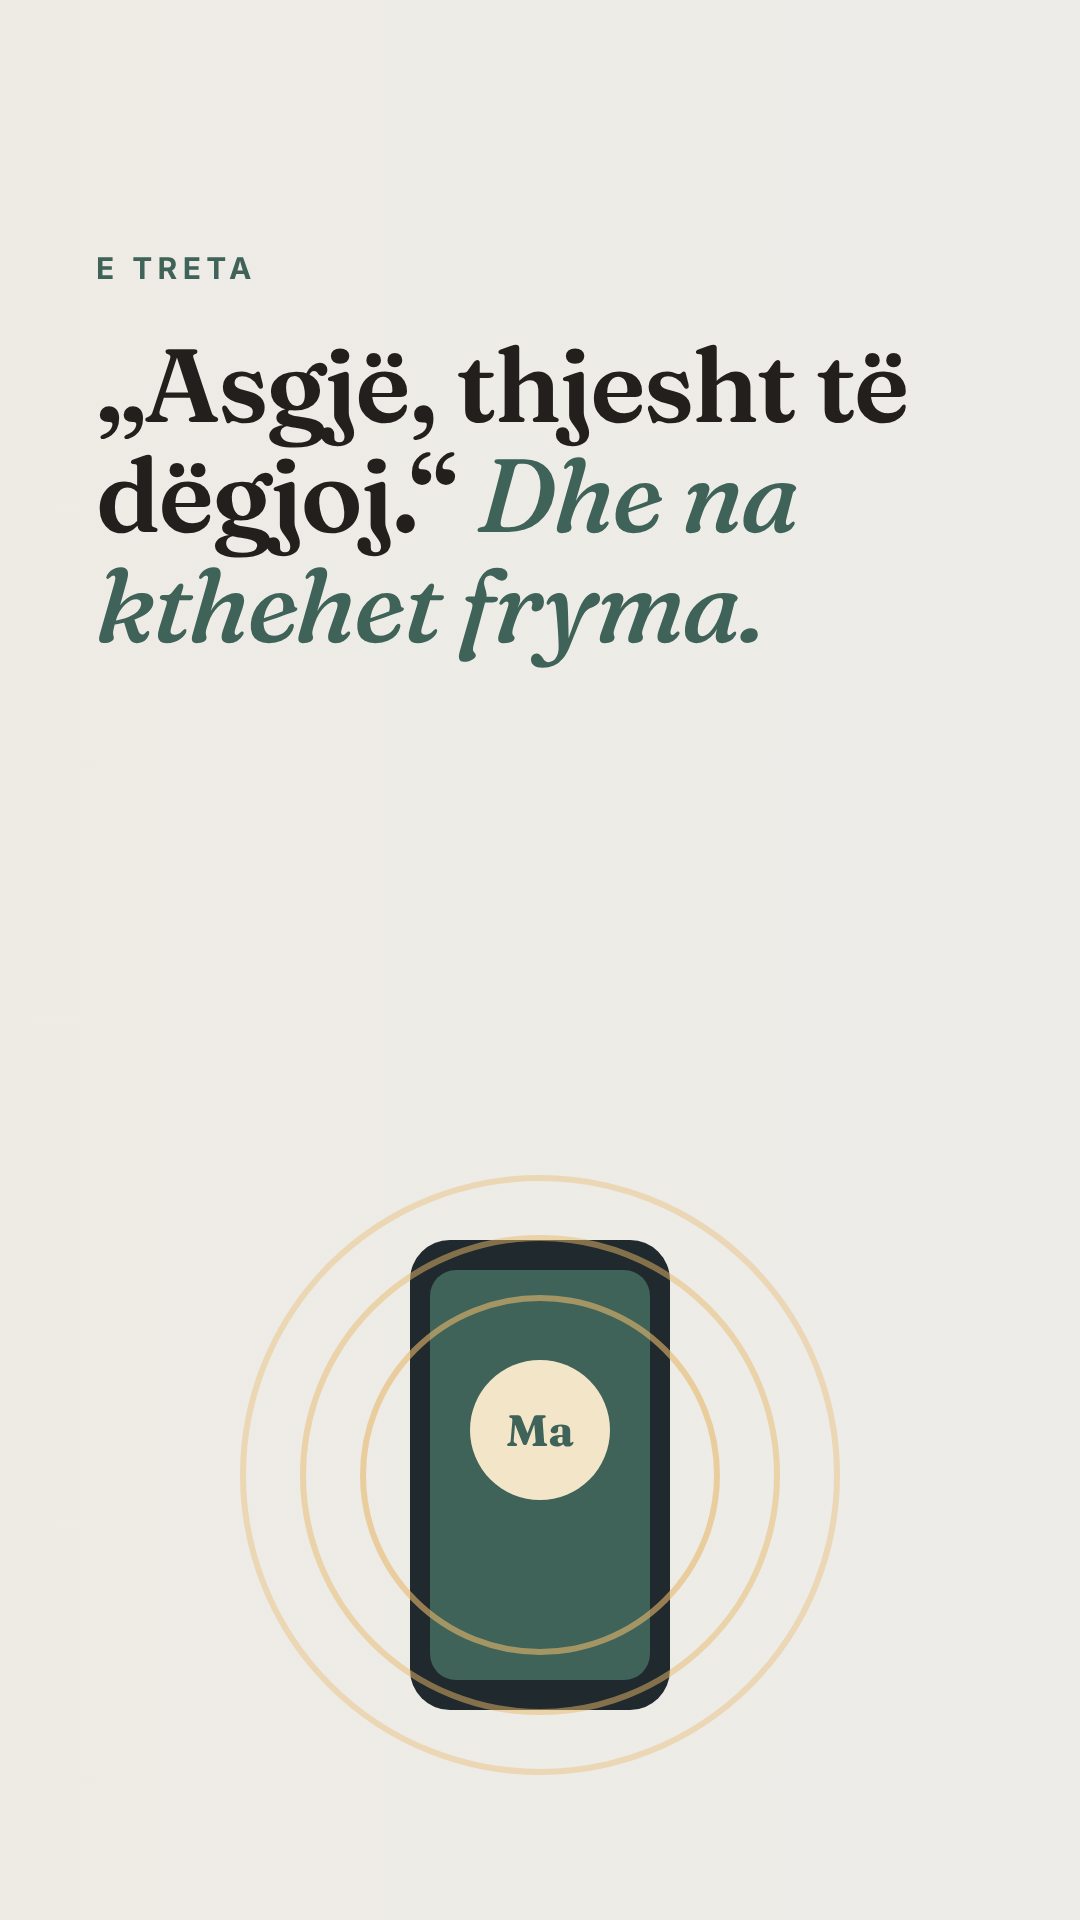 E TRETA
„Asgjë, thjesht të
dëgjoj.“ Dhe na
kthehet fryma.
Ma